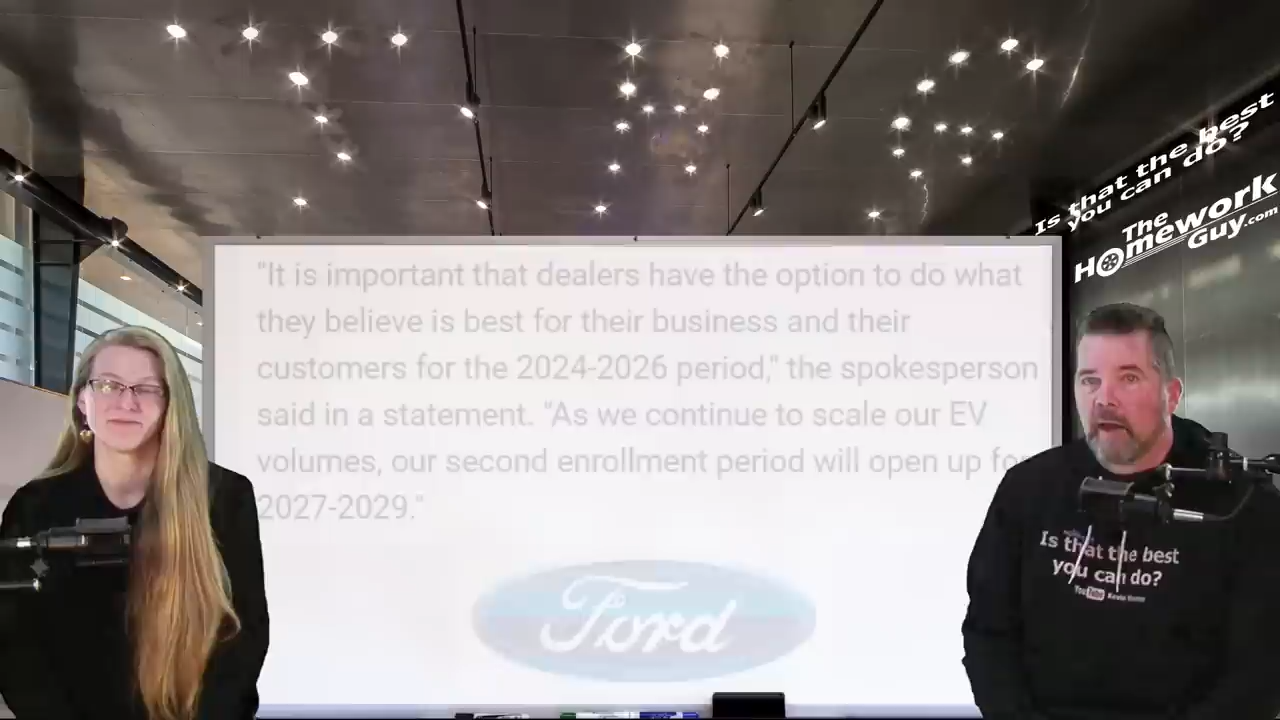 Is that the best
you can do?
The
Homework
Guy.com
"It is important that dealers have the option to do what
they believe is best for their business and their
customers for the 2024-2026 period," the spokesperson
said in a statement. "As we continue to scale our EV
volumes, our second enrollment period will open up for
2027-2029."
Ford
Is that the best
you can do?
YouTube